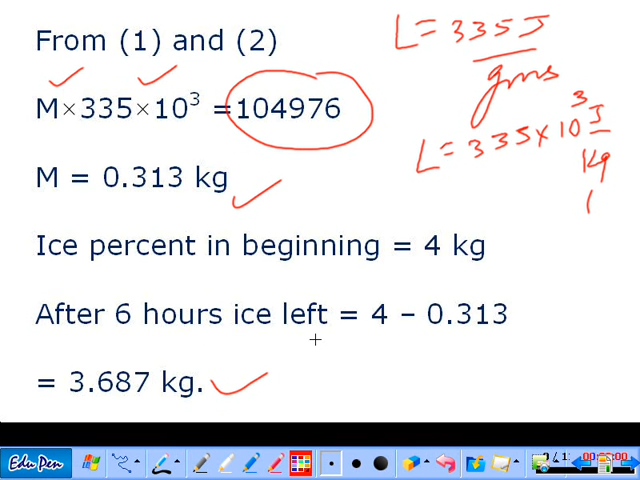 From (1) and (2)
M × 335 × 10³ = 104976
M = 0.313 kg
Ice percent in beginning = 4 kg
After 6 hours ice left = 4 – 0.313
= 3.687 kg.
L = 335 J
gms
L = 335 × 10³ J
kg
Edu Pen